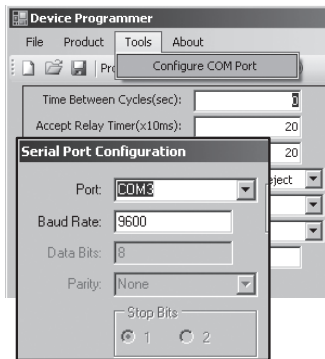 Device Programmer
File Product Tools About
Configure COM Port
Time Between Cycles(sec): 0
Accept Relay Timer(x10ms): 20
20
Serial Port Configuration
Port: COM3
Baud Rate: 9600
Data Bits: 8
Parity: None
Stop Bits
1 2